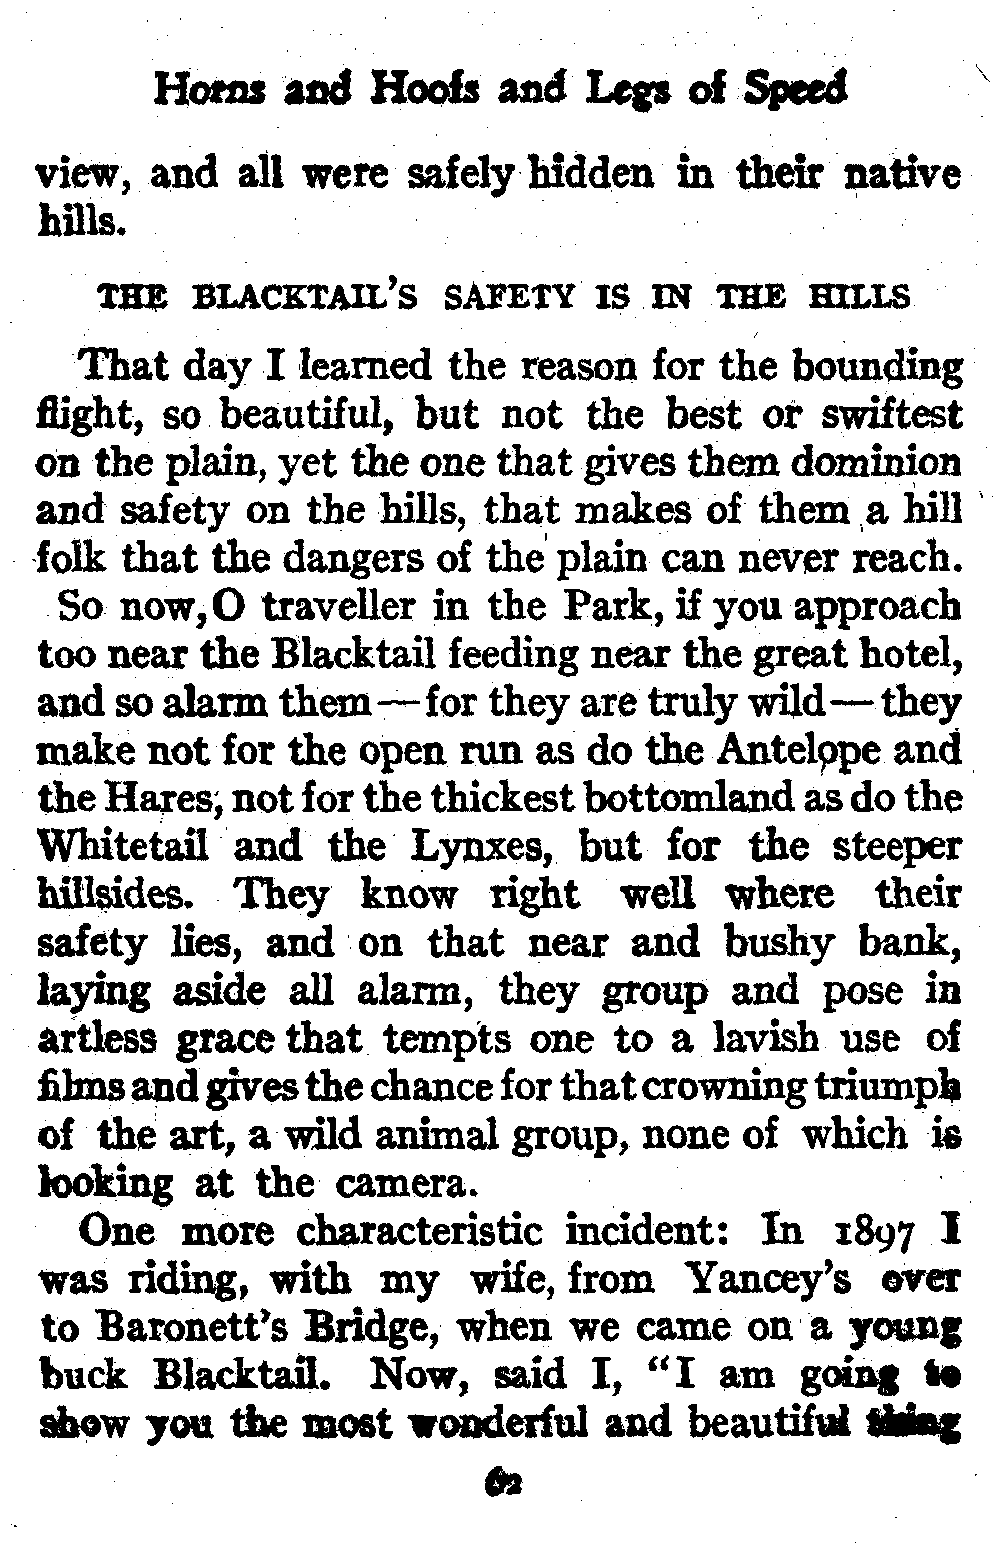 Horns and Hoofs and Legs of Speed
view, and all were safely hidden in their native
hills.
THE BLACKTAIL'S SAFETY IS IN THE HILLS
That day I learned the reason for the bounding
flight, so beautiful, but not the best or swiftest
on the plain, yet the one that gives them dominion
and safety on the hills, that makes of them a hill
folk that the dangers of the plain can never reach.
So now, O traveller in the Park, if you approach
too near the Blacktail feeding near the great hotel,
and so alarm them—for they are truly wild—they
make not for the open run as do the Antelope and
the Hares, not for the thickest bottomland as do the
Whitetail and the Lynxes, but for the steeper
hillsides. They know right well where their
safety lies, and on that near and bushy bank,
laying aside all alarm, they group and pose in
artless grace that tempts one to a lavish use of
films and gives the chance for that crowning triumph
of the art, a wild animal group, none of which is
looking at the camera.
One more characteristic incident: In 1897 I
was riding, with my wife, from Yancey's over
to Baronett's Bridge, when we came on a young
buck Blacktail. Now, said I, "I am going to
show you the most wonderful and beautiful thing
62